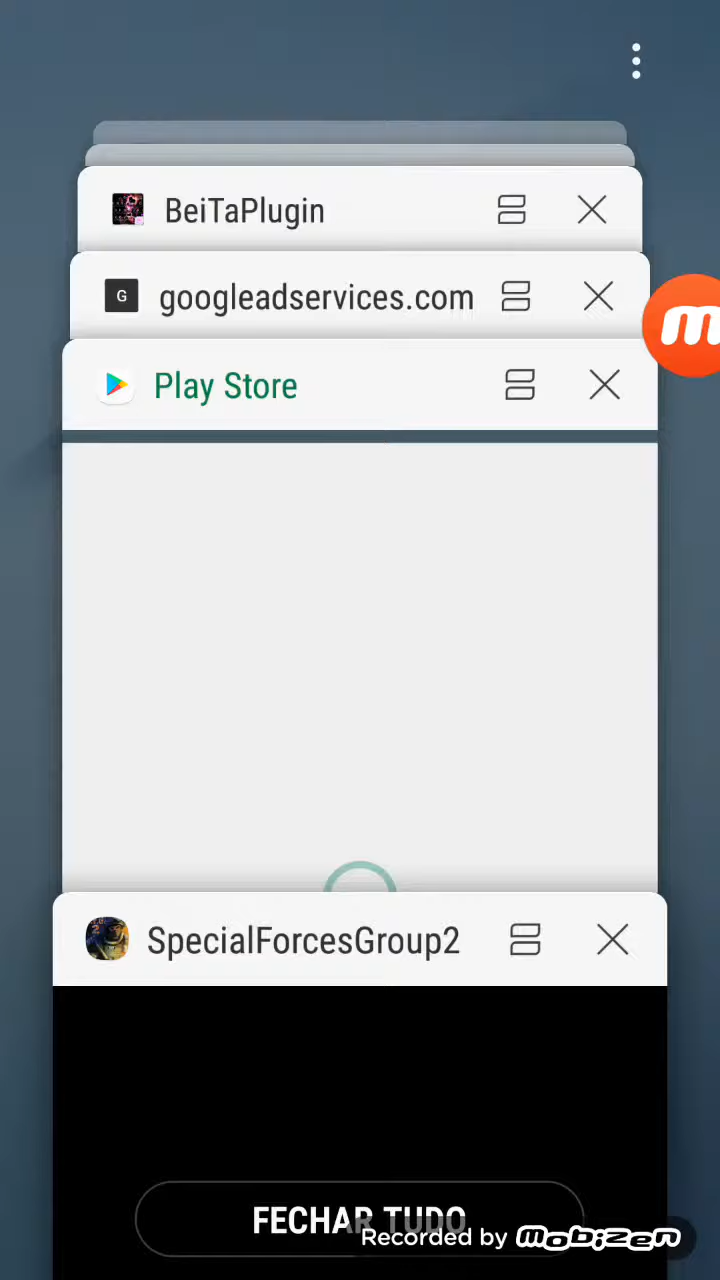 BeiTaPlugin
G
googleadservices.com
m
Play Store
SpecialForcesGroup2
FECHAR TUDO
Recorded by mobizen